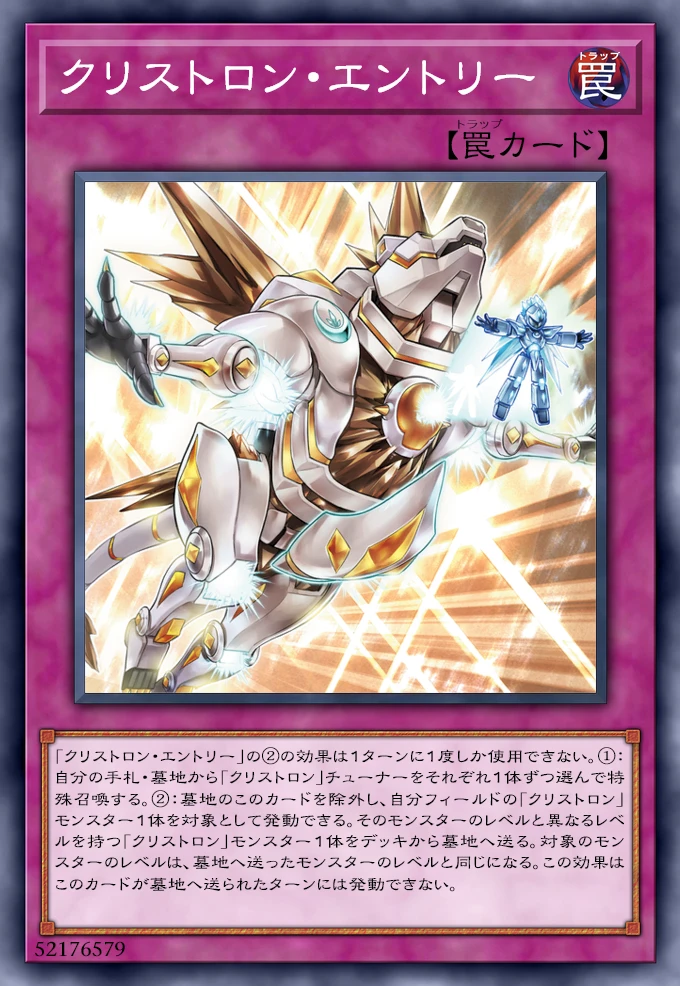 クリストロン・エントリー
トラップ
罠
トラップ
【罠カード】
「クリストロン・エントリー」の②の効果は1ターンに1度しか使用できない。①:
自分の手札・墓地から「クリストロン」チューナーをそれぞれ1体ずつ選んで特
殊召喚する。②:墓地のこのカードを除外し、自分フィールドの「クリストロン」
モンスター1体を対象として発動できる。そのモンスターのレベルと異なるレベ
ルを持つ「クリストロン」モンスター1体をデッキから墓地へ送る。対象のモン
スターのレベルは、墓地へ送ったモンスターのレベルと同じになる。この効果は
このカードが墓地へ送られたターンには発動できない。
52176579